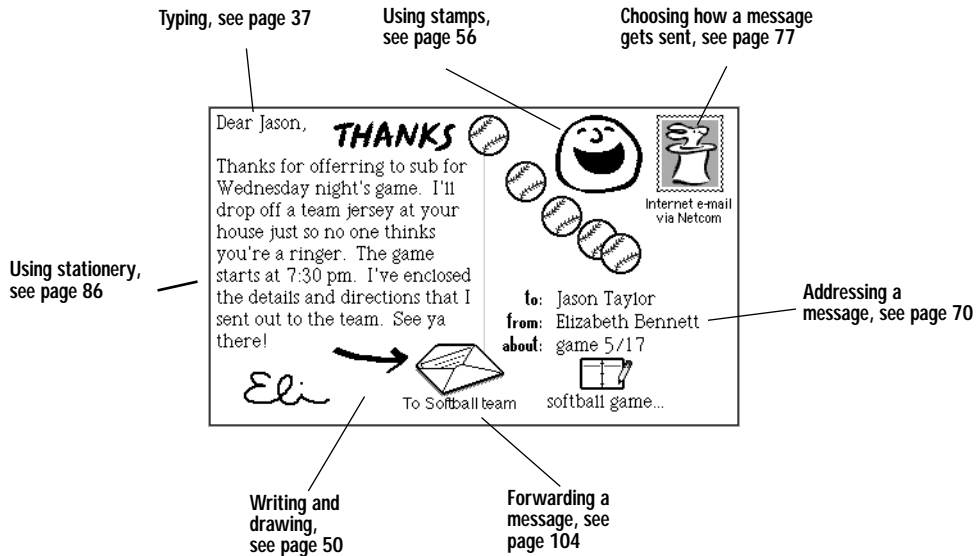 Typing, see page 37
Using stamps,
see page 56
Choosing how a message
gets sent, see page 77
Dear Jason,
THANKS
Thanks for offerring to sub for
Wednesday night's game. I'll
drop off a team jersey at your
house just so no one thinks
you're a ringer. The game
starts at 7:30 pm. I've enclosed
the details and directions that I
sent out to the team. See ya
there!
Eli
Internet e-mail
via Netcom
to: Jason Taylor
from: Elizabeth Bennett
about: game 5/17
To Softball team
softball game...
Using stationery,
see page 86
Addressing a
message, see page 70
Writing and
drawing,
see page 50
Forwarding a
message, see
page 104